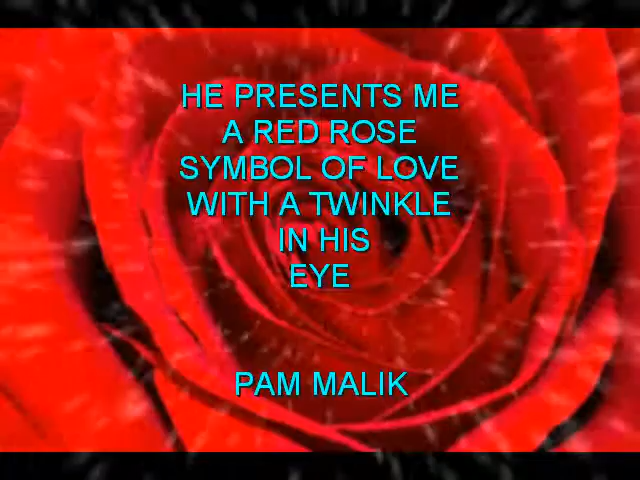 HE PRESENTS ME
A RED ROSE
SYMBOL OF LOVE
WITH A TWINKLE
IN HIS
EYE
PAM MALIK